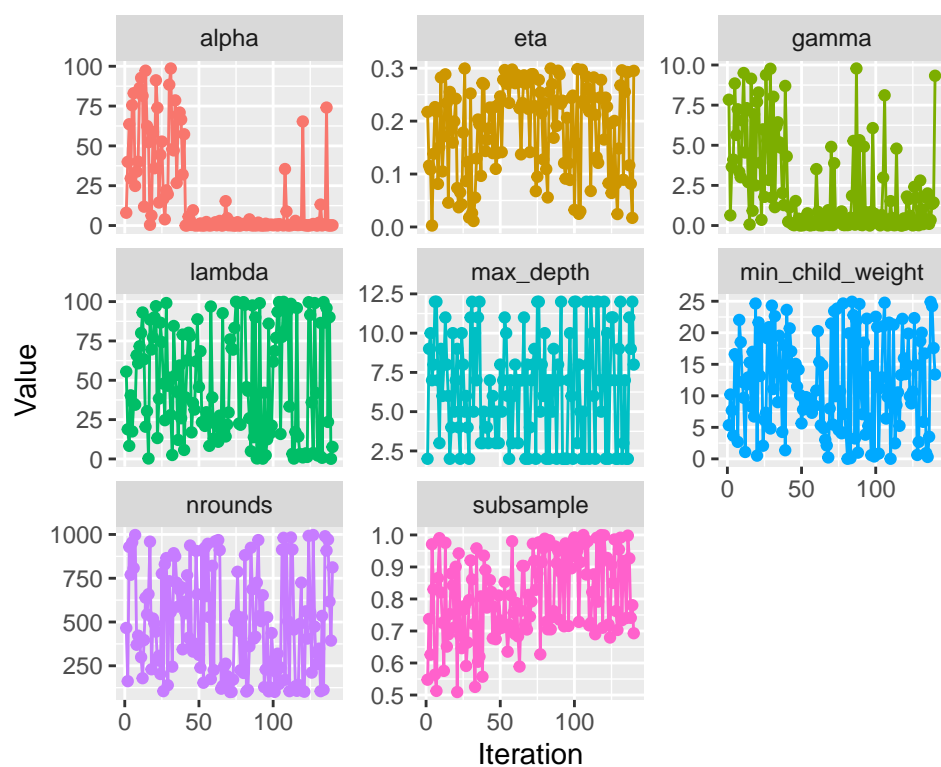 alpha eta gamma
100 0.3 10.0
75 7.5
0.2
50 5.0
25 0.1 2.5
0 0.0 0.0
lambda max_depth min_child_weight
100 12.5 25
75 10.0 20
50 7.5 15
10
25 5.0 5
0 2.5 0
0 50 100
nrounds subsample
1000 1.0
0.9
750 0.8
500 0.7
250 0.6
0.5
0 50 100 0 50 100
Value
Iteration